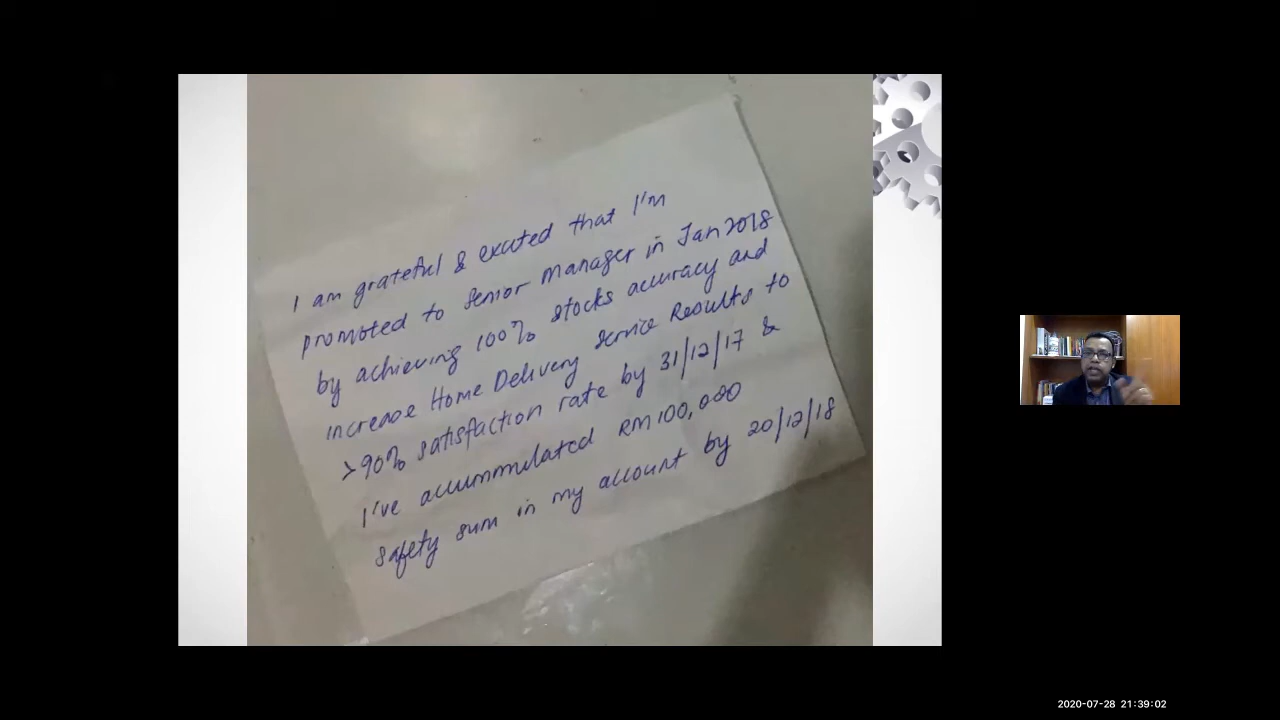 I am grateful & excited that I'm
promoted to Senior Manager in Jan 2018
by achieving 100% stocks accuracy and
increase Home Delivery Service Results to
>90% satisfaction rate by 31/12/17 &
I've accummulated RM100,000
safety sum in my account by 20/12/18
2020-07-28 21:39:02